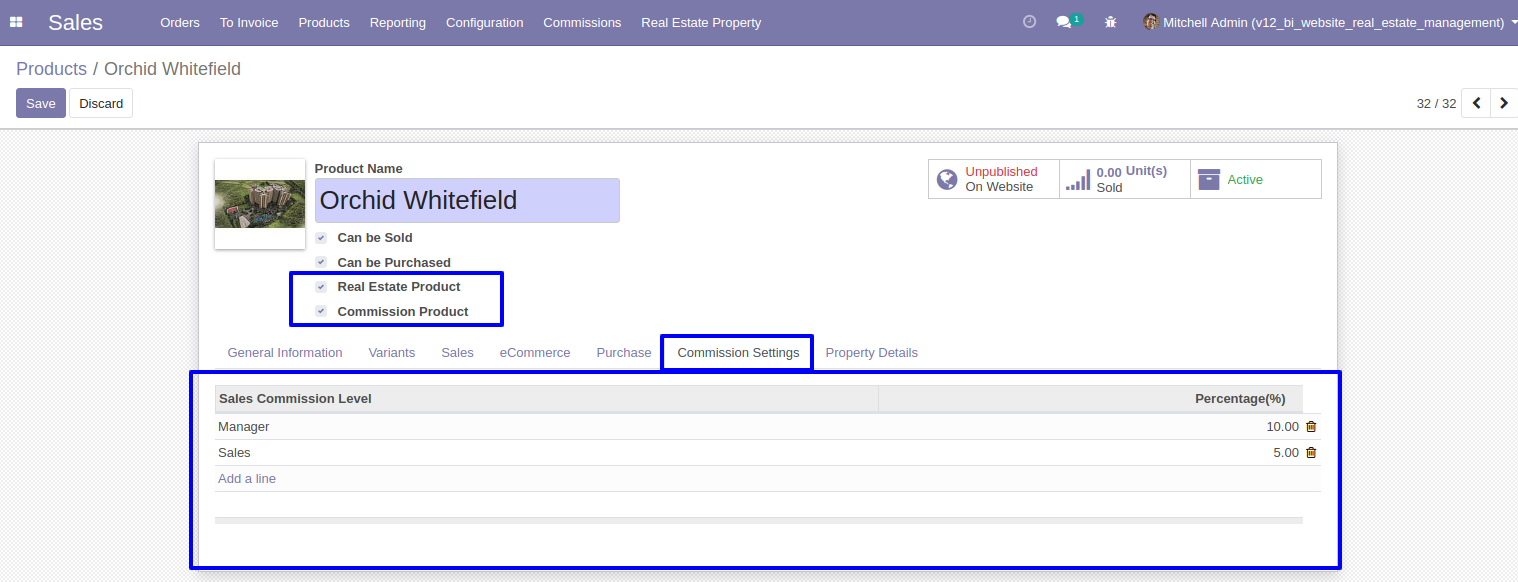 Sales Orders To Invoice Products Reporting Configuration Commissions Real Estate Property 1 Mitchell Admin (v12_bi_website_real_estate_management)
Products / Orchid Whitefield
Save Discard 32 / 32
Product Name
Orchid Whitefield
Unpublished
On Website
0.00 Unit(s)
Sold
Active
Can be Sold
Can be Purchased
Real Estate Product
Commission Product
General Information Variants Sales eCommerce Purchase Commission Settings Property Details
Sales Commission Level Percentage(%)
Manager 10.00
Sales 5.00
Add a line